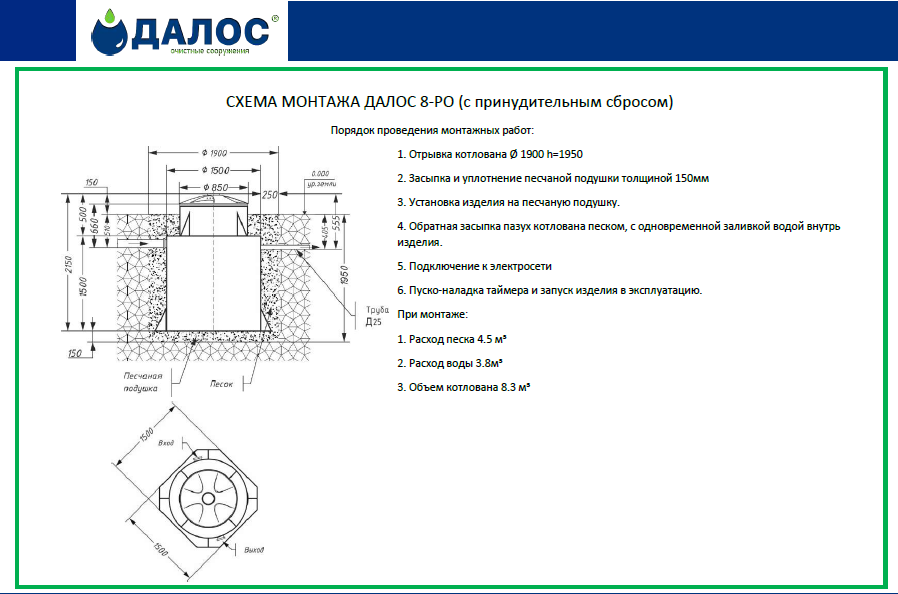 ДАЛОС®
очистные сооружения
СХЕМА МОНТАЖА ДАЛОС 8-РО (с принудительным сбросом)
Порядок проведения монтажных работ:
1. Отрывка котлована Ø 1900 h=1950
2. Засыпка и уплотнение песчаной подушки толщиной 150мм
3. Установка изделия на песчаную подушку.
4. Обратная засыпка пазух котлована песком, с одновременной заливкой водой внутрь
изделия.
5. Подключение к электросети
6. Пуско-наладка таймера и запуск изделия в эксплуатацию.
При монтаже:
1. Расход песка 4.5 м³
2. Расход воды 3.8м³
3. Объем котлована 8.3 м³
Ф 1900
Ф 1500
Ф 850
150
250
0.000
ур.земли
500
660
510
405
555
2150
1500
1950
150
Труба
Д25
Песчаная
подушка
Песок
1500
Вход
1500
Выход